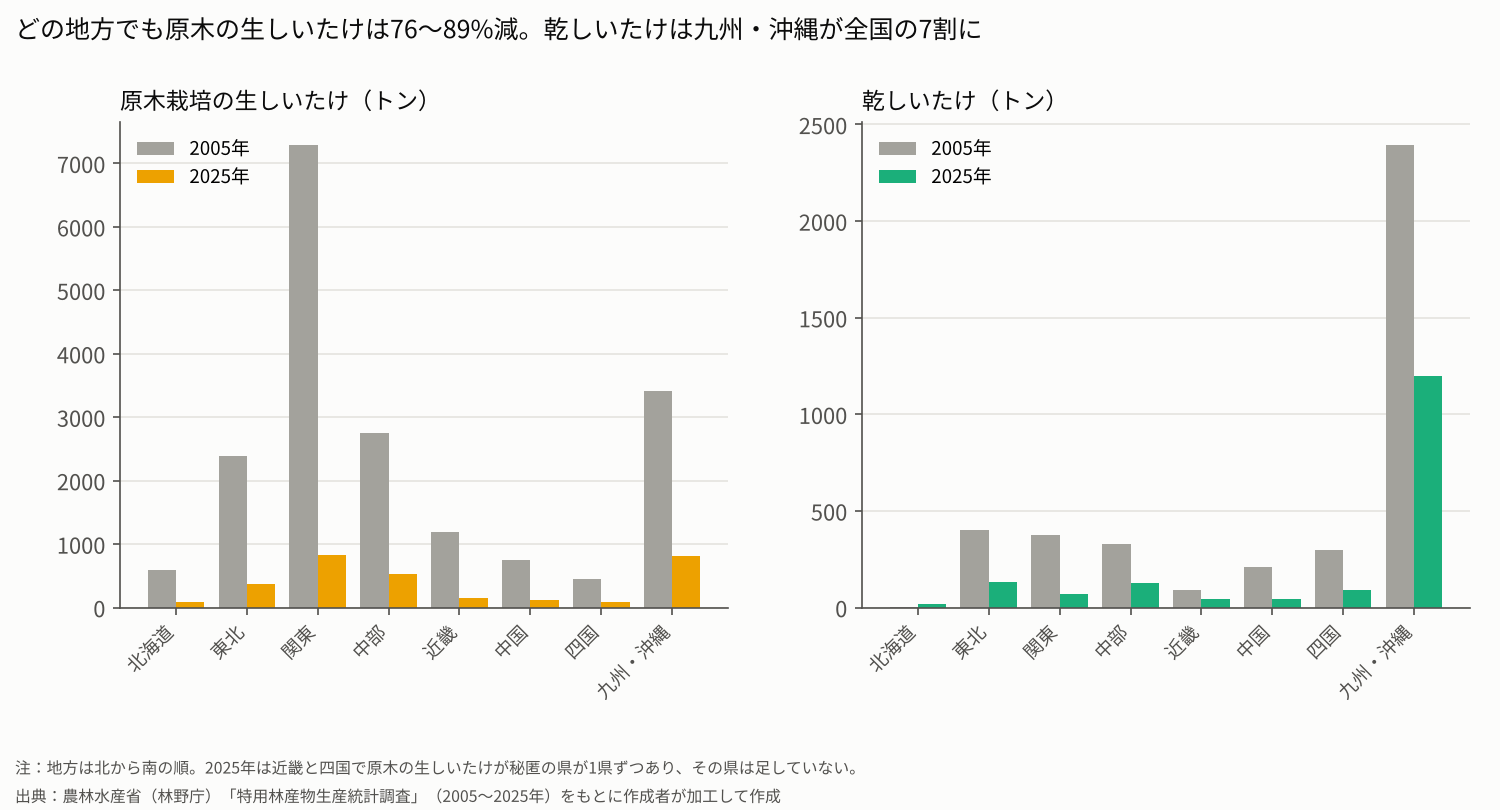 どの地方でも原木の生しいたけは76〜89%減。乾しいたけは九州・沖縄が全国の7割に
原木栽培の生しいたけ（トン）
2005年
2025年
7000
6000
5000
4000
3000
2000
1000
0
北海道
東北
関東
中部
近畿
中国
四国
九州・沖縄
乾しいたけ（トン）
2005年
2025年
2500
2000
1500
1000
500
0
北海道
東北
関東
中部
近畿
中国
四国
九州・沖縄
注：地方は北から南の順。2025年は近畿と四国で原木の生しいたけが秘匿の県が1県ずつあり、その県は足していない。
出典：農林水産省（林野庁）「特用林産物生産統計調査」（2005〜2025年）をもとに作成者が加工して作成